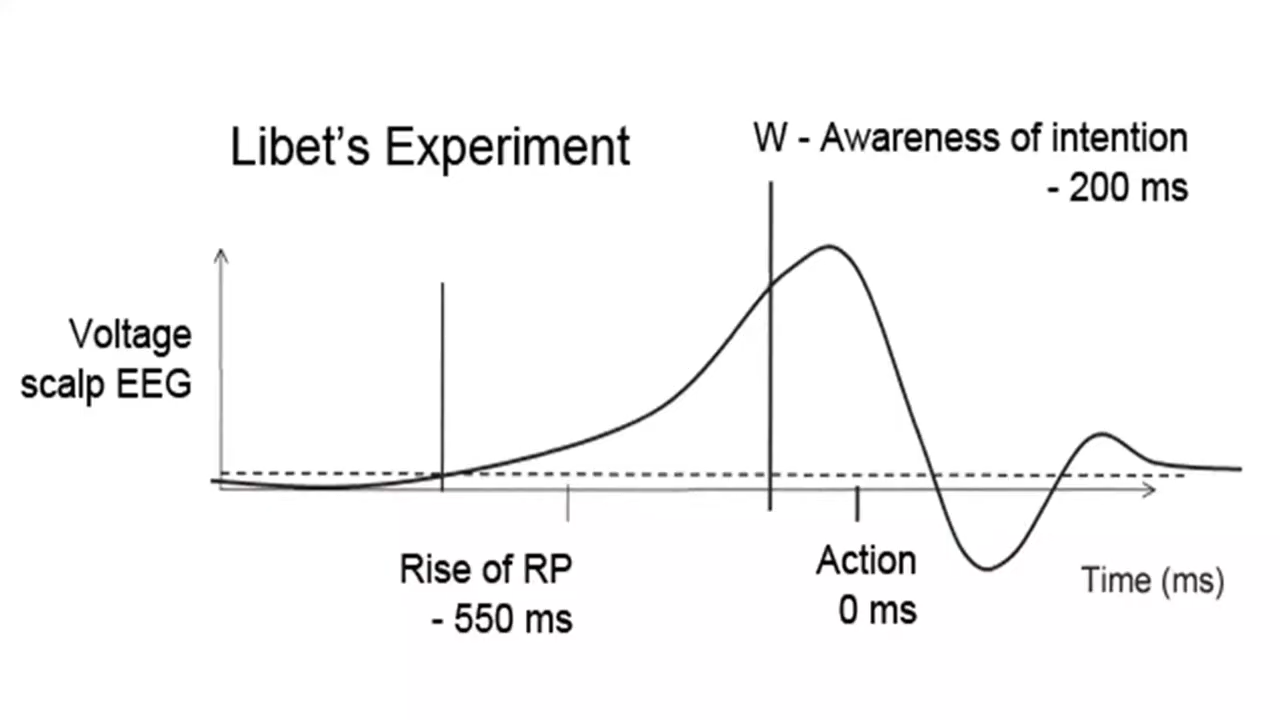 Libet’s Experiment
W - Awareness of intention
- 200 ms
Voltage
scalp EEG
Rise of RP
- 550 ms
Action
0 ms
Time (ms)